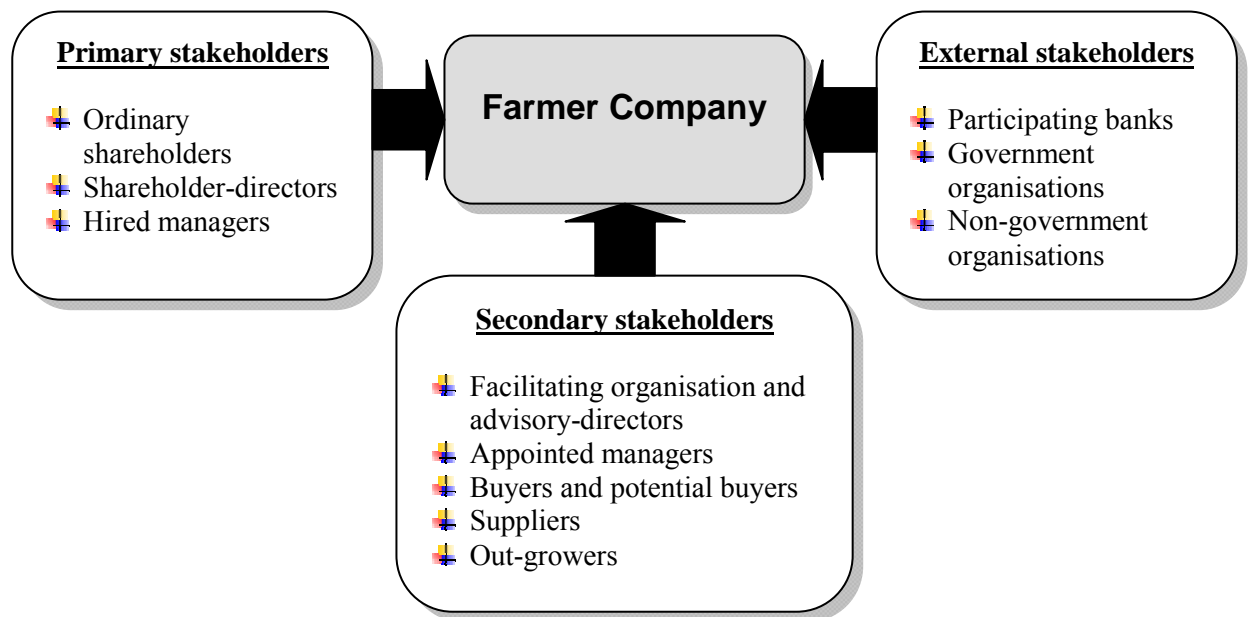 Primary stakeholders
Ordinary
shareholders
Shareholder-directors
Hired managers
Farmer Company
External stakeholders
Participating banks
Government
organisations
Non-government
organisations
Secondary stakeholders
Facilitating organisation and
advisory-directors
Appointed managers
Buyers and potential buyers
Suppliers
Out-growers